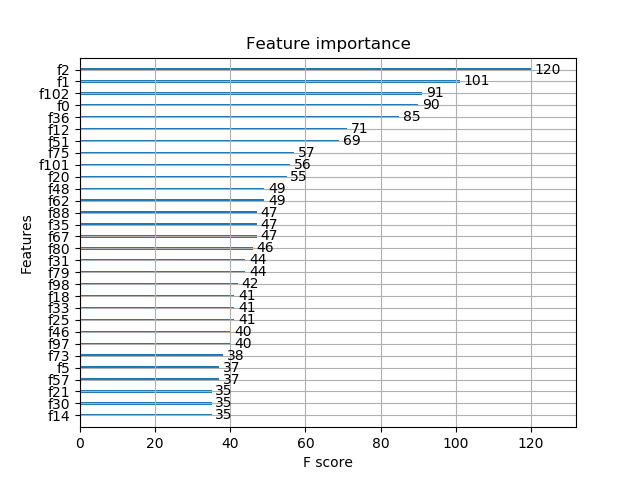 Feature importance
f2 120
f1 101
f102 91
f0 90
f36 85
f12 71
f51 69
f75 57
f101 56
f20 55
f48 49
f62 49
f88 47
f35 47
f67 47
f80 46
f31 44
f79 44
f98 42
f18 41
f33 41
f25 41
f46 40
f97 40
f73 38
f5 37
f57 37
f21 35
f30 35
f14 35
Features
0 20 40 60 80 100 120
F score